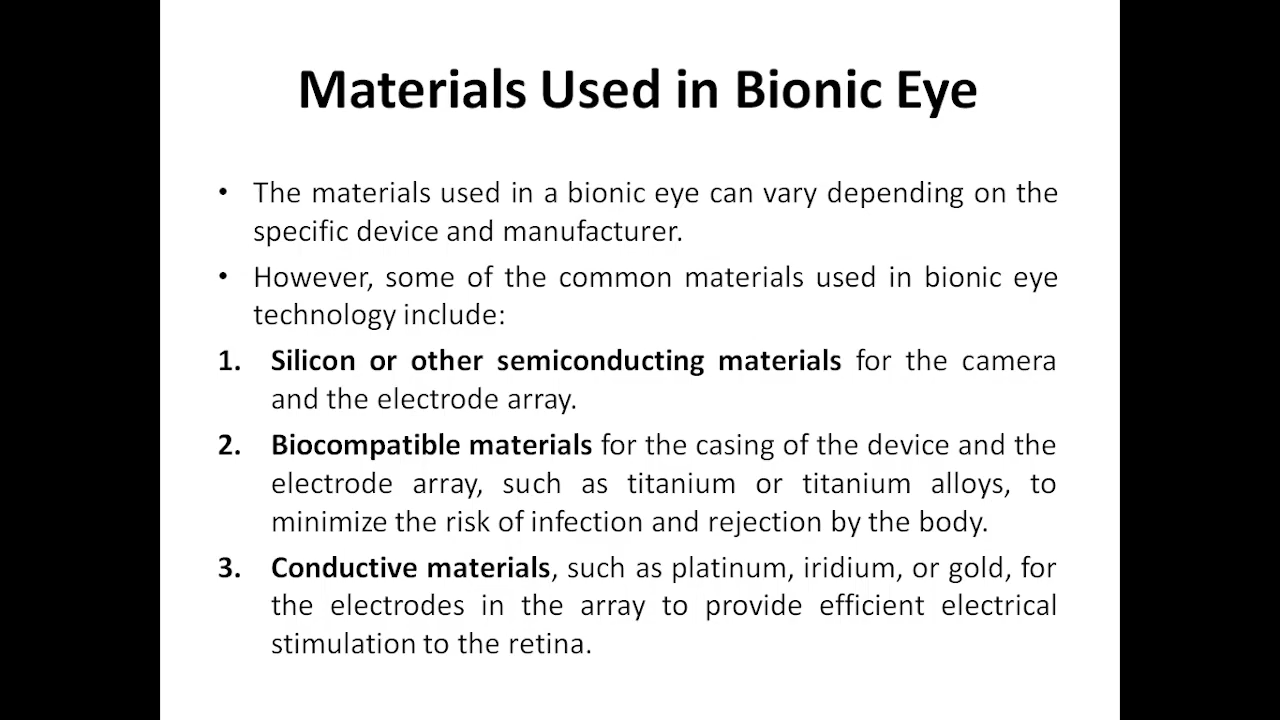 Materials Used in Bionic Eye
• The materials used in a bionic eye can vary depending on the
specific device and manufacturer.
• However, some of the common materials used in bionic eye
technology include:
1. Silicon or other semiconducting materials for the camera
and the electrode array.
2. Biocompatible materials for the casing of the device and the
electrode array, such as titanium or titanium alloys, to
minimize the risk of infection and rejection by the body.
3. Conductive materials, such as platinum, iridium, or gold, for
the electrodes in the array to provide efficient electrical
stimulation to the retina.